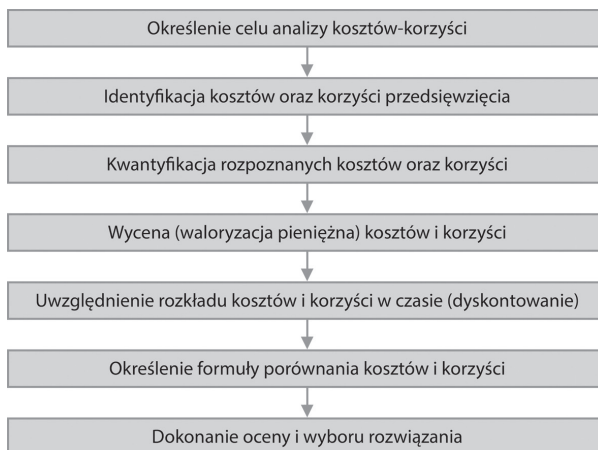 Określenie celu analizy kosztów-korzyści
Identyfikacja kosztów oraz korzyści przedsięwzięcia
Kwantyfikacja rozpoznanych kosztów oraz korzyści
Wycena (waloryzacja pieniężna) kosztów i korzyści
Uwzględnienie rozkładu kosztów i korzyści w czasie (dyskontowanie)
Określenie formuły porównania kosztów i korzyści
Dokonanie oceny i wyboru rozwiązania